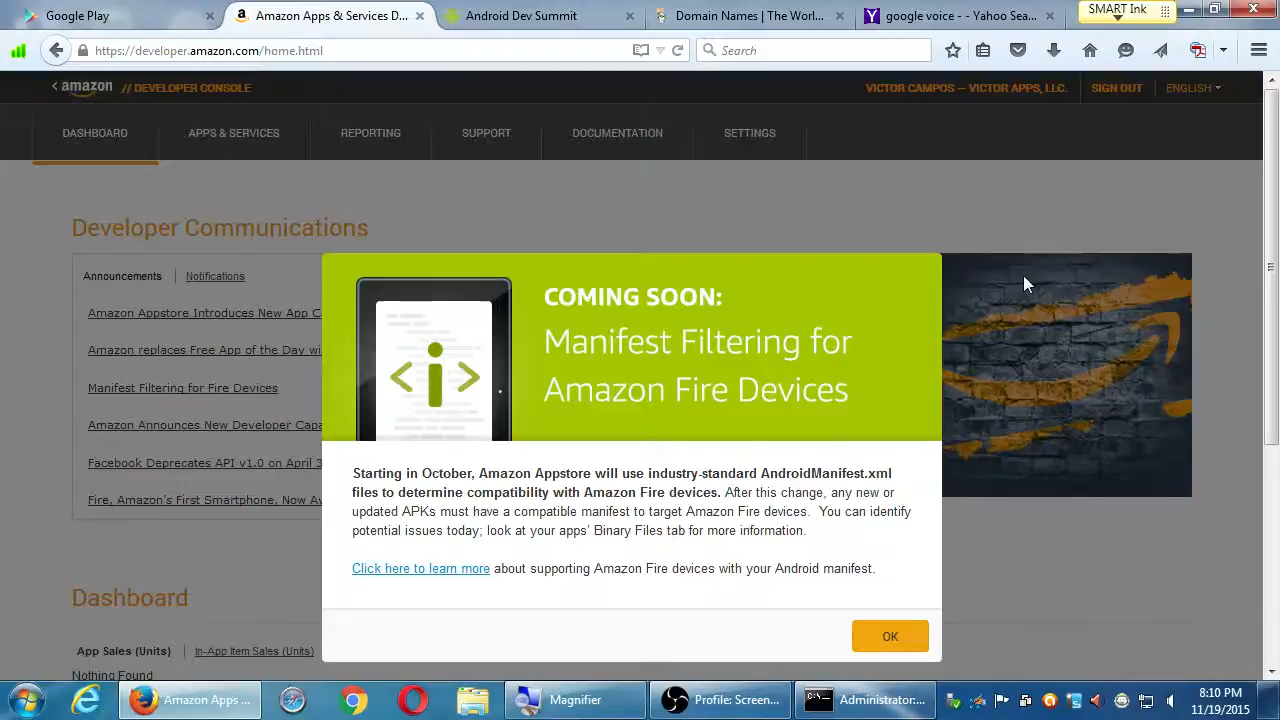 Google Play
Amazon Apps & Services D...
Android Dev Summit
Domain Names | The Worl...
google voice - - Yahoo Sea...
SMART Ink
https://developer.amazon.com/home.html
Search
< amazon // DEVELOPER CONSOLE
VICTOR CAMPOS — VICTOR APPS, LLC.
SIGN OUT
ENGLISH
DASHBOARD
APPS & SERVICES
REPORTING
SUPPORT
DOCUMENTATION
SETTINGS
Developer Communications
Announcements
Notifications
Amazon Appstore Introduces New App C
Amazon replaces Free App of the Day wi
Manifest Filtering for Fire Devices
Amazon Announces New Developer Capa
Facebook Deprecates API v1.0 on April 3
Fire, Amazon's First Smartphone, Now Av
<i>
COMING SOON:
Manifest Filtering for
Amazon Fire Devices
Starting in October, Amazon Appstore will use industry-standard AndroidManifest.xml
files to determine compatibility with Amazon Fire devices. After this change, any new or
updated APKs must have a compatible manifest to target Amazon Fire devices. You can identify
potential issues today; look at your apps' Binary Files tab for more information.
Click here to learn more about supporting Amazon Fire devices with your Android manifest.
OK
Dashboard
App Sales (Units)
In-App Item Sales (Units)
Nothing Found
Amazon Apps ...
Magnifier
Profile: Screen...
Administrator:...
8:10 PM
11/19/2015